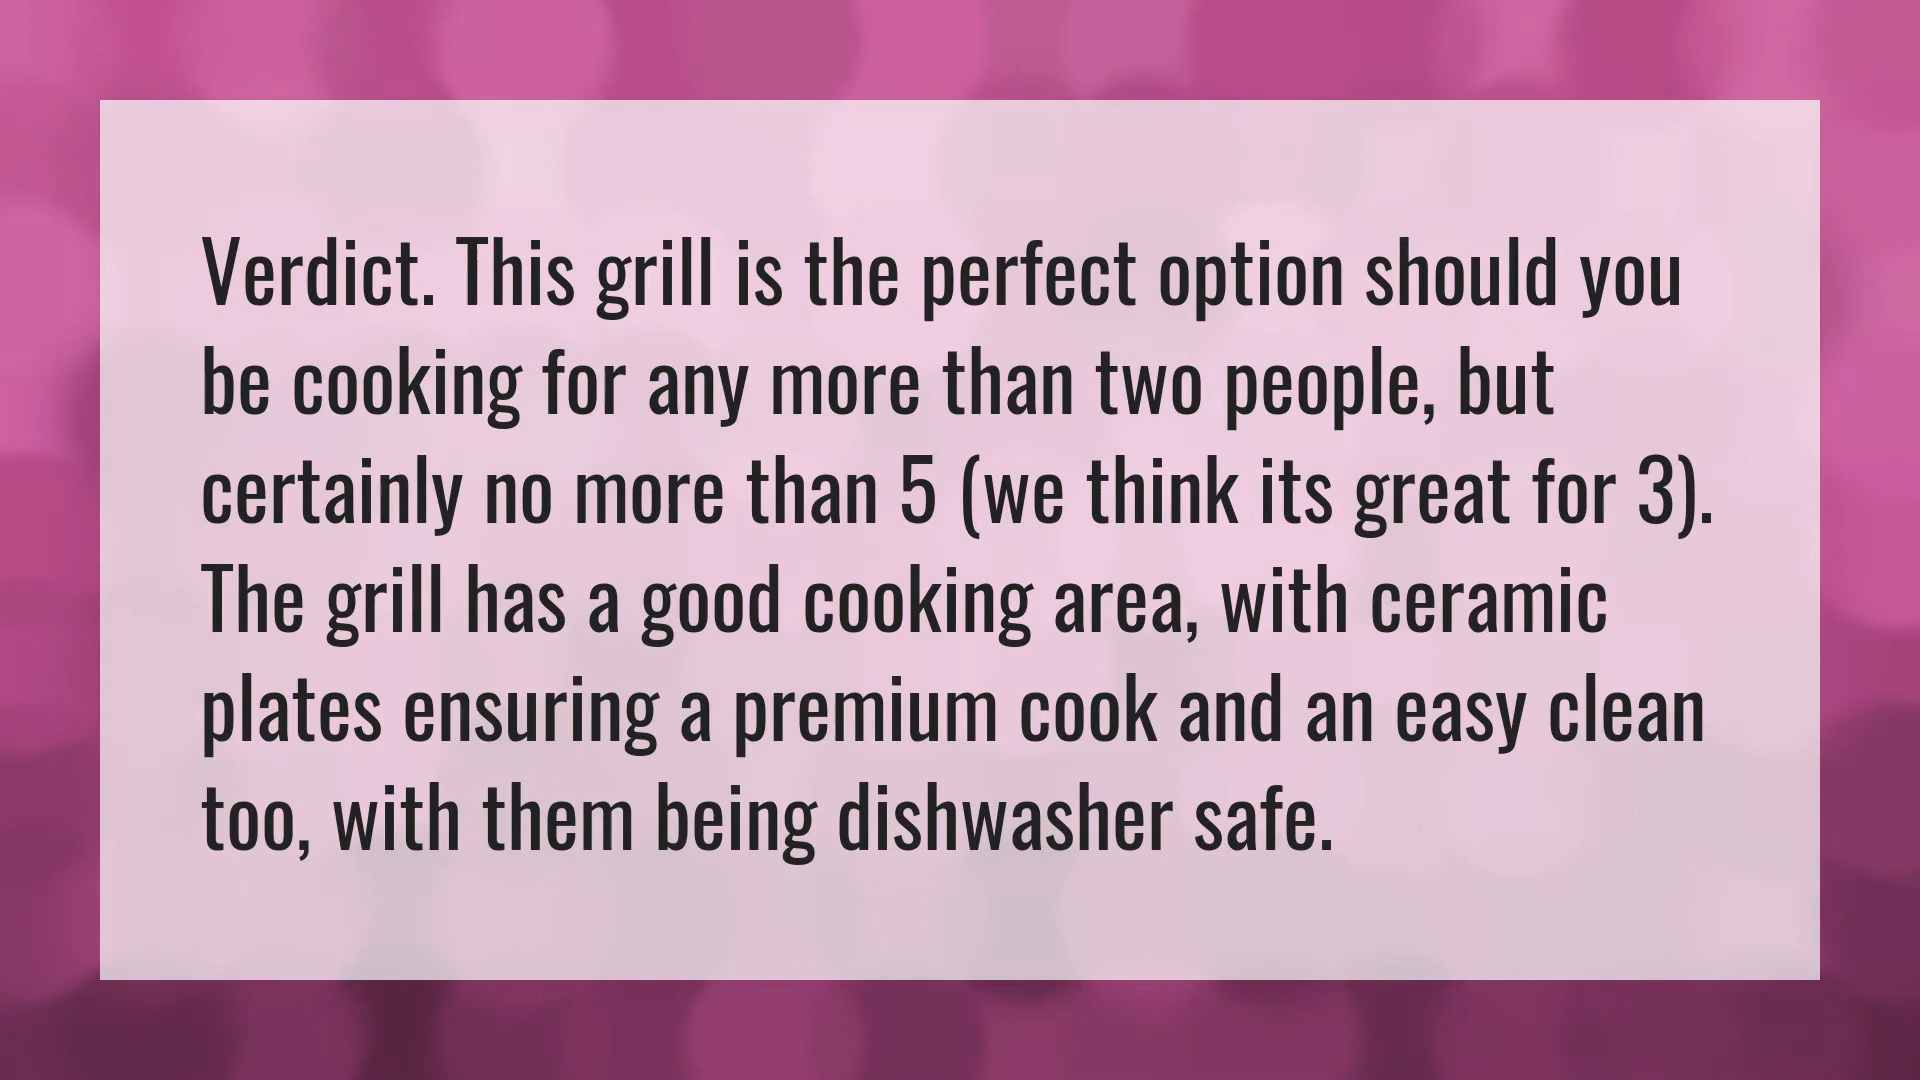 Verdict. This grill is the perfect option should you
be cooking for any more than two people, but
certainly no more than 5 (we think its great for 3).
The grill has a good cooking area, with ceramic
plates ensuring a premium cook and an easy clean
too, with them being dishwasher safe.